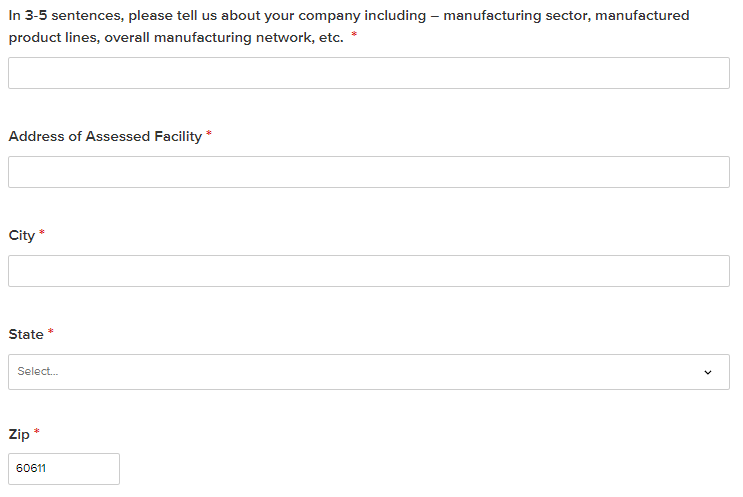 In 3-5 sentences, please tell us about your company including – manufacturing sector, manufactured
product lines, overall manufacturing network, etc. *
Address of Assessed Facility *
City *
State *
Select...
Zip *
60611